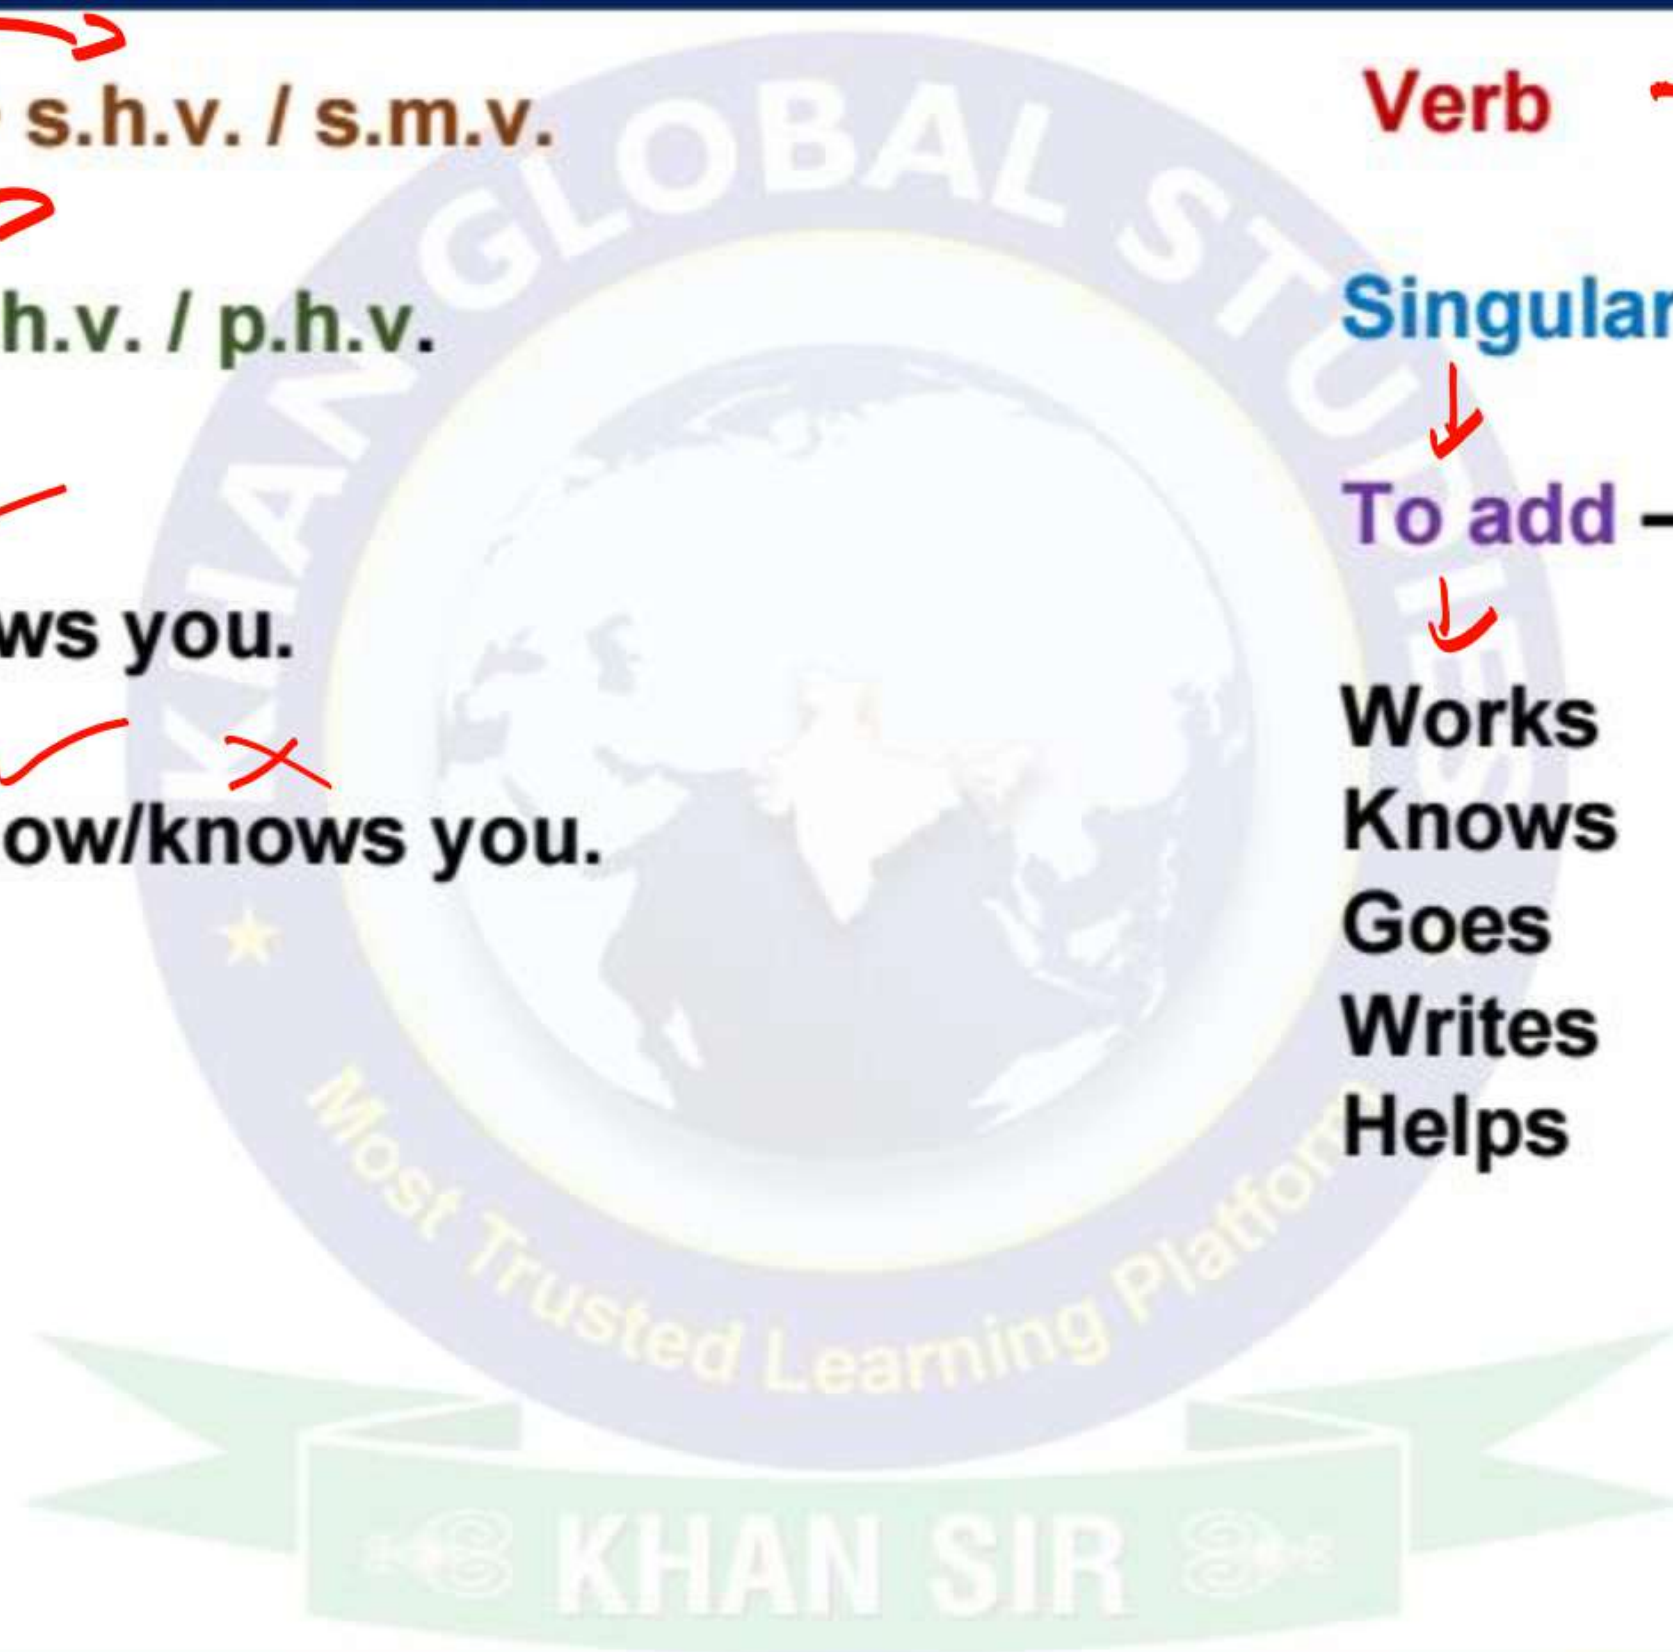 s.h.v. / s.m.v.
h.v. / p.h.v.
ws you.
ow/knows you.
Verb
Singular
To add –
Works
Knows
Goes
Writes
Helps
KHAN GLOBAL STUDIES
Most Trusted Learning Platform
KHAN SIR